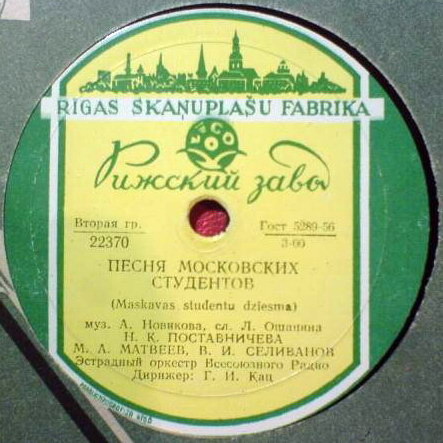 RĪGAS SKAŅUPLAŠU FABRIKA
Рижский завод
Вторая гр.
22370
Гост 5289-56
3-60
ПЕСНЯ МОСКОВСКИХ
СТУДЕНТОВ
(Maskavas studentu dziesma)
муз. А. Новикова, сл. Л. Ошанина
Н. К. ПОСТАВНИЧЕВА
М. А. МАТВЕЕВ, В. И. СЕЛИВАНОВ
Эстрадный оркестр Всесоюзного Радио
Дирижер: Г. И. Кац